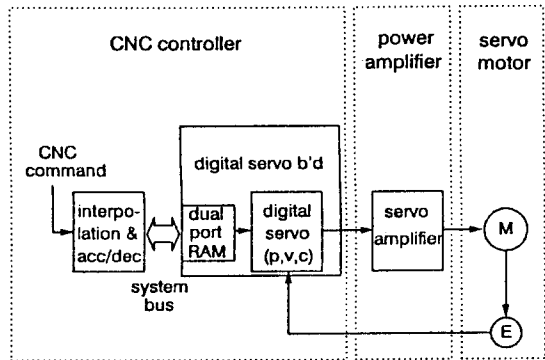 CNC controller
power
amplifier
servo
motor
CNC
command
digital servo b'd
interpo-
lation &
acc/dec
dual
port
RAM
digital
servo
(p,v,c)
servo
amplifier
M
system
bus
E